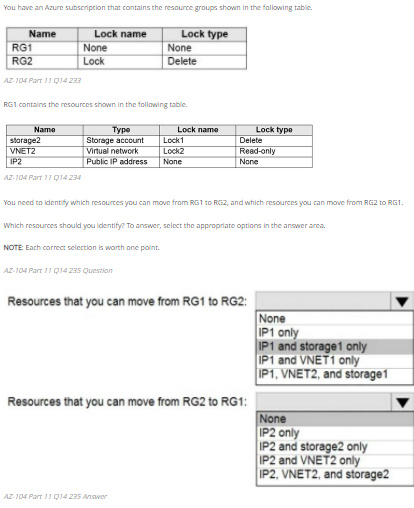 You have an Azure subscription that contains the resource groups shown in the following table.
Name Lock name Lock type
RG1 None None
RG2 Lock Delete
AZ-104 Part 11 Q14 233
RG1 contains the resources shown in the following table.
Name Type Lock name Lock type
storage2 Storage account Lock1 Delete
VNET2 Virtual network Lock2 Read-only
IP2 Public IP address None None
AZ-104 Part 11 Q14 234
You need to identify which resources you can move from RG1 to RG2, and which resources you can move from RG2 to RG1.
Which resources should you identify? To answer, select the appropriate options in the answer area.
NOTE: Each correct selection is worth one point.
AZ-104 Part 11 Q14 235 Question
Resources that you can move from RG1 to RG2:
None
IP1 only
IP1 and storage1 only
IP1 and VNET1 only
IP1, VNET2, and storage1
Resources that you can move from RG2 to RG1:
None
IP2 only
IP2 and storage2 only
IP2 and VNET2 only
IP2, VNET2, and storage2
AZ-104 Part 11 Q14 235 Answer